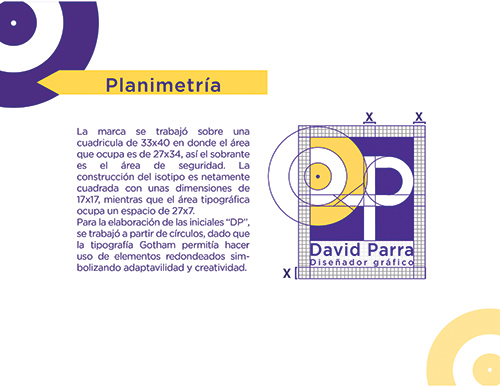 Planimetría
La marca se trabajó sobre una
cuadricula de 33x40 en donde el área
que ocupa es de 27x34, así el sobrante
es el área de seguridad. La
construcción del isotipo es netamente
cuadrada con unas dimensiones de
17x17, mientras que el área tipográfica
ocupa un espacio de 27x7.
Para la elaboración de las iniciales “DP”,
se trabajó a partir de círculos, dado que
la tipografía Gotham permitía hacer
uso de elementos redondeados sim-
bolizando adaptavilidad y creatividad.
X X
P
David Parra
Diseñador gráfico
X